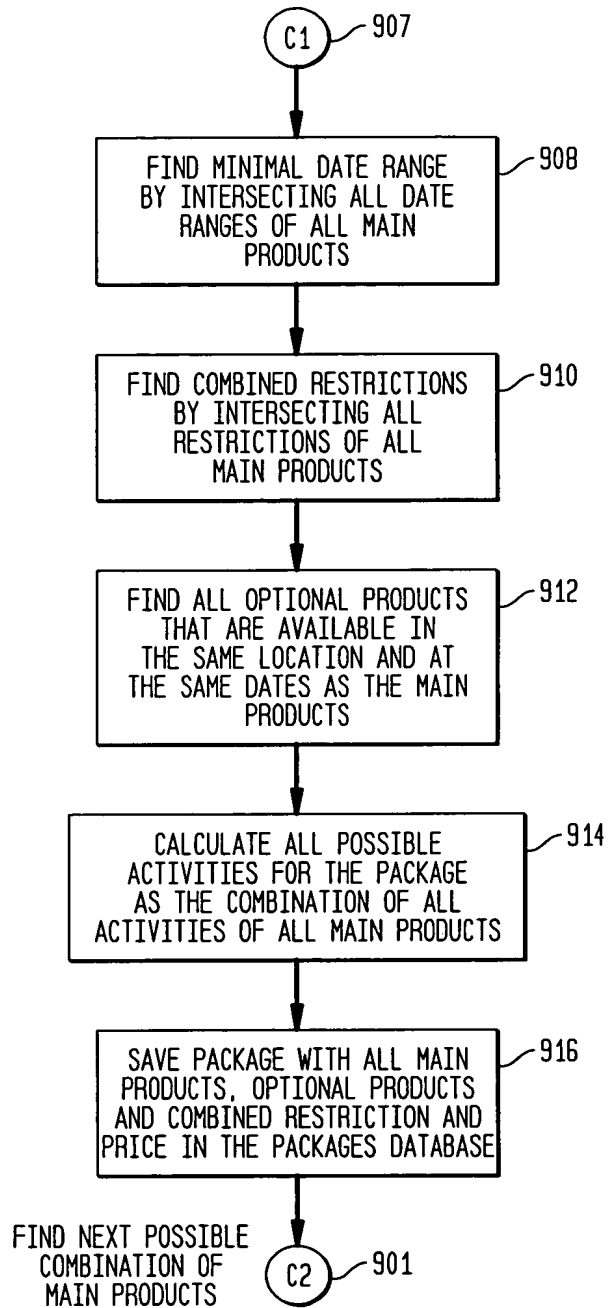 C1
907
FIND MINIMAL DATE RANGE
BY INTERSECTING ALL DATE
RANGES OF ALL MAIN
PRODUCTS
908
FIND COMBINED RESTRICTIONS
BY INTERSECTING ALL
RESTRICTIONS OF ALL
MAIN PRODUCTS
910
FIND ALL OPTIONAL PRODUCTS
THAT ARE AVAILABLE IN
THE SAME LOCATION AND AT
THE SAME DATES AS THE MAIN
PRODUCTS
912
CALCULATE ALL POSSIBLE
ACTIVITIES FOR THE PACKAGE
AS THE COMBINATION OF ALL
ACTIVITIES OF ALL MAIN PRODUCTS
914
SAVE PACKAGE WITH ALL MAIN
PRODUCTS, OPTIONAL PRODUCTS
AND COMBINED RESTRICTION AND
PRICE IN THE PACKAGES DATABASE
916
FIND NEXT POSSIBLE
COMBINATION OF
MAIN PRODUCTS
C2
901